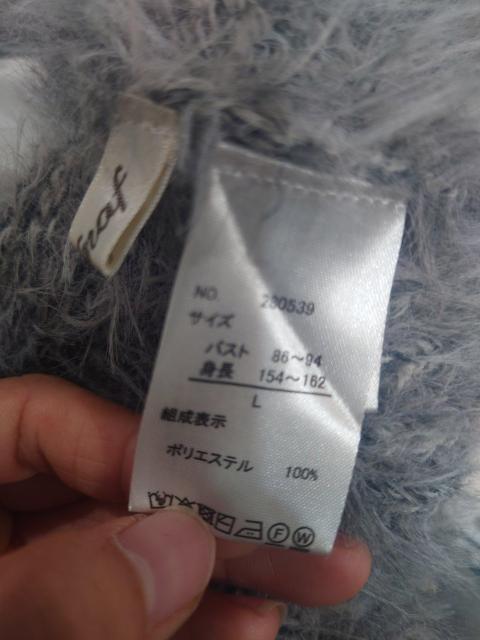 NO. 280539
サイズ
バスト 86～94
身長 154～162
L
組成表示
ポリエステル 100%
F W